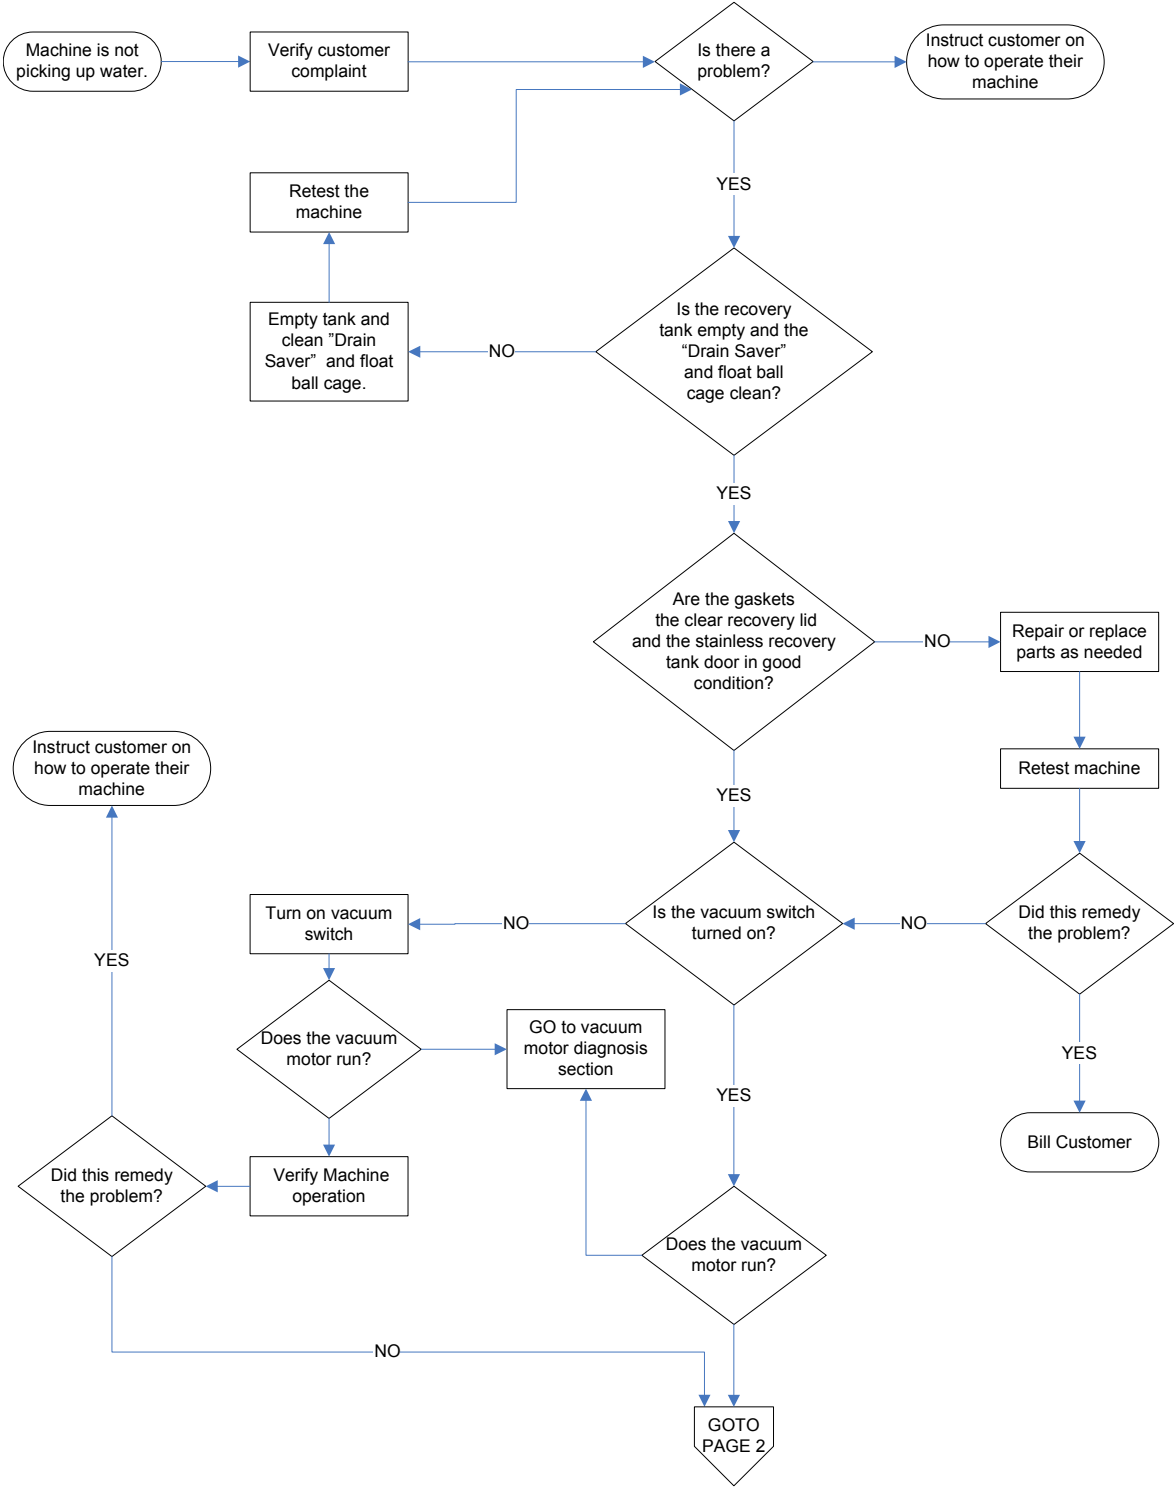 Machine is not
picking up water.
Verify customer
complaint
Is there a
problem?
Instruct customer on
how to operate their
machine
YES
Retest the
machine
Empty tank and
clean ”Drain
Saver”  and float
ball cage.
NO
Is the recovery
tank empty and the
“Drain Saver”
and float ball
cage clean?
YES
Are the gaskets
the clear recovery lid
and the stainless recovery
tank door in good
condition?
NO
Repair or replace
parts as needed
Retest machine
Instruct customer on
how to operate their
machine
YES
Turn on vacuum
switch
NO
Is the vacuum switch
turned on?
NO
Did this remedy
the problem?
YES
Does the vacuum
motor run?
GO to vacuum
motor diagnosis
section
YES
YES
Bill Customer
Did this remedy
the problem?
Verify Machine
operation
Does the vacuum
motor run?
NO
GOTO
PAGE 2